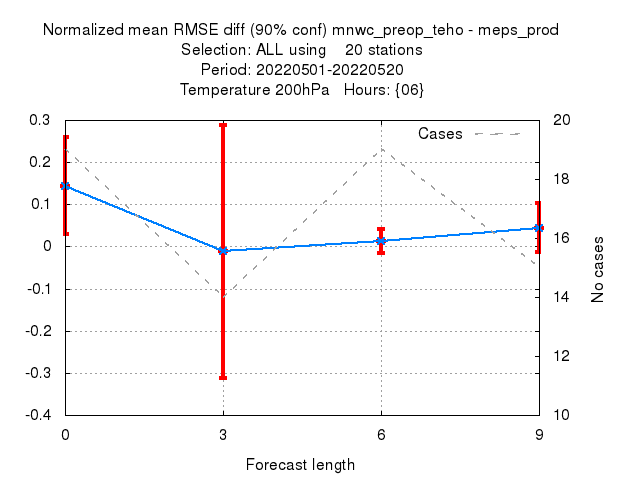 Normalized mean RMSE diff (90% conf) mnwc_preop_teho - meps_prod
Selection: ALL using    20 stations
Period: 20220501-20220520
Temperature 200hPa   Hours: {06}
Cases
0.3
0.2
0.1
0
-0.1
-0.2
-0.3
-0.4
20
18
16
14
12
10
No cases
0 3 6 9
Forecast length